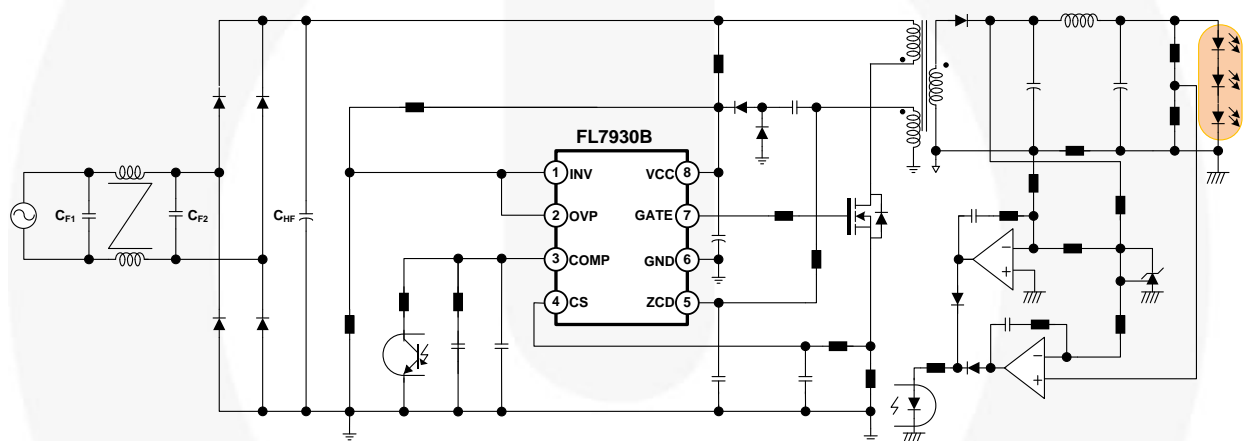 FL7930B
1 INV
VCC 8
2 OVP
GATE 7
3 COMP
GND 6
4 CS
ZCD 5
CF1
CF2
CHF